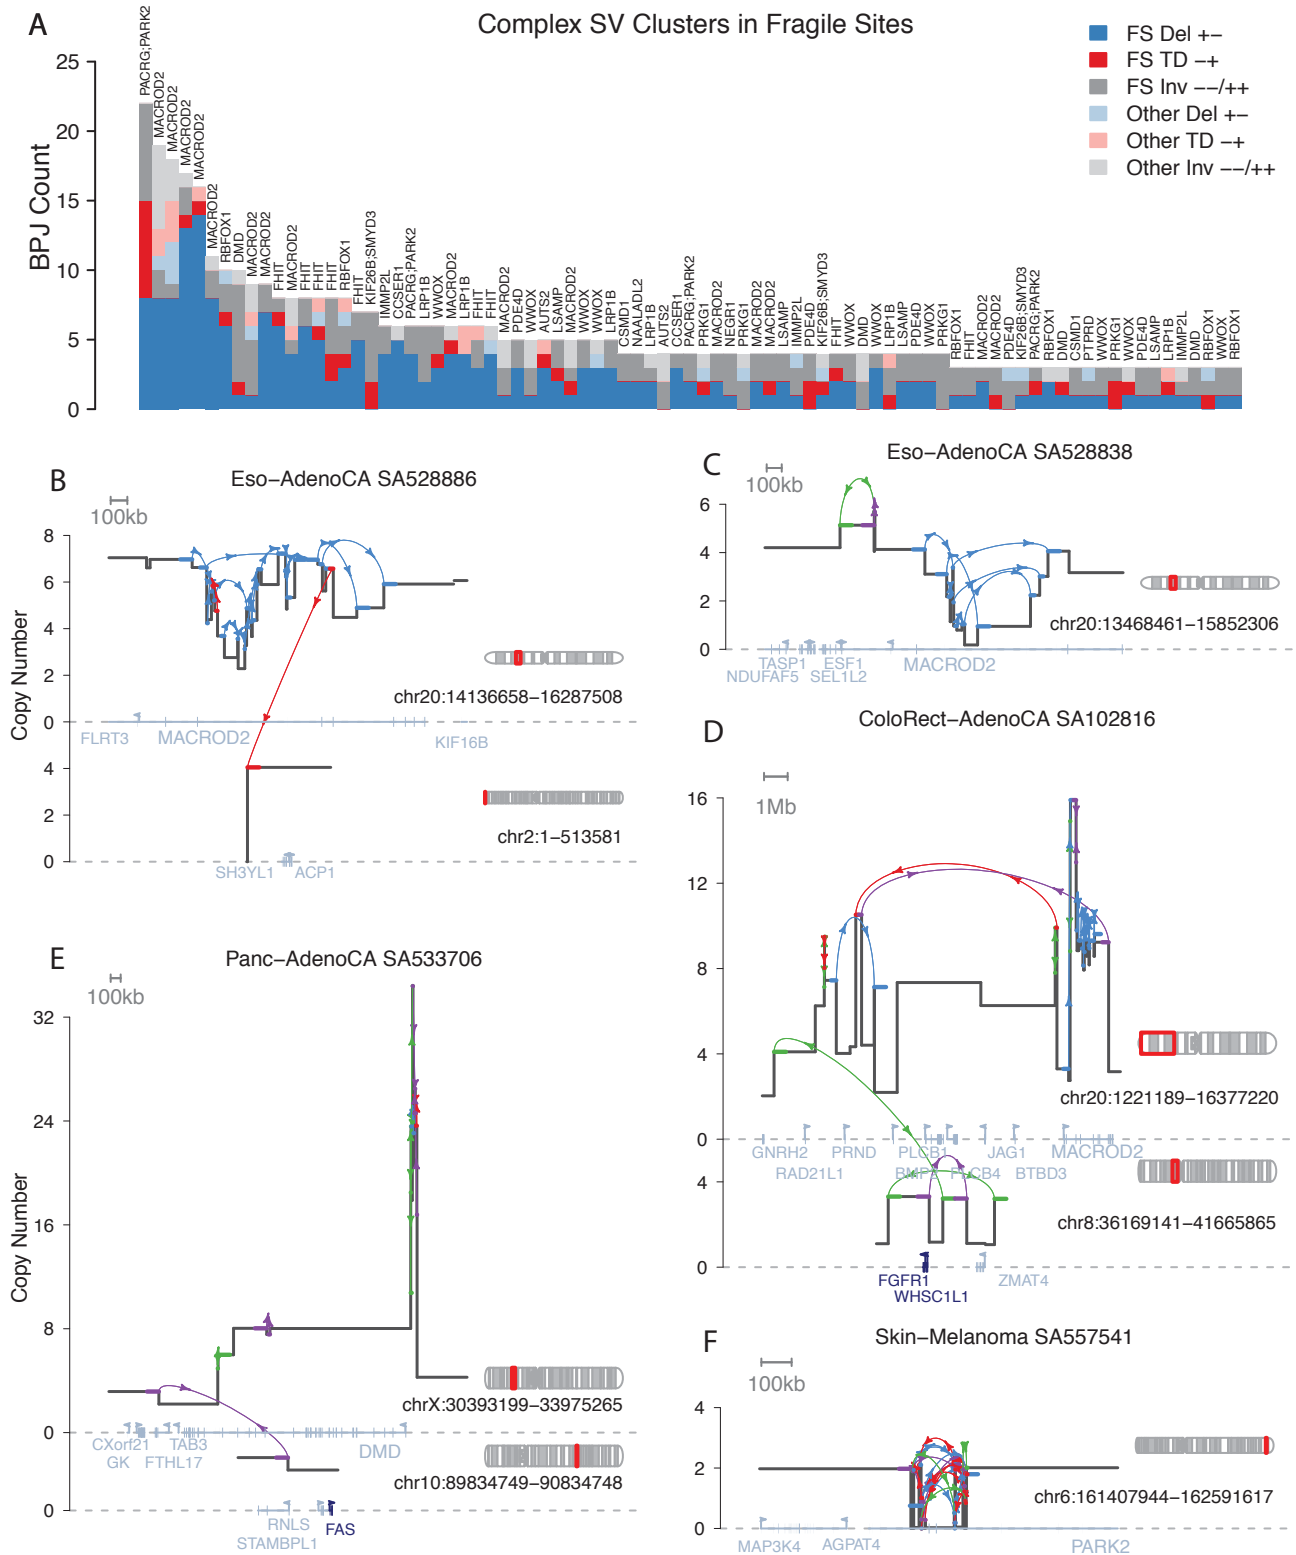 A
Complex SV Clusters in Fragile Sites
BPJ Count
25
20
15
10
5
0
FS Del +−
FS TD −+
FS Inv −−/++
Other Del +−
Other TD −+
Other Inv −−/++
PACRG;PARK2
MACROD2
MACROD2
MACROD2
MACROD2
MACROD2
RBFOX1
DMD
MACROD2
MACROD2
FHIT
MACROD2
FHIT
FHIT
FHIT
RBFOX1
FHIT
KIF26B;SMYD3
IMMP2L
CCSER1
PACRG;PARK2
LRP1B
WWOX
MACROD2
LRP1B
FHIT
FHIT
MACROD2
PDE4D
WWOX
AUTS2
LSAMP
MACROD2
WWOX
WWOX
LRP1B
CSMD1
NAALADL2
LRP1B
AUTS2
CCSER1
PACRG;PARK2
PRKG1
MACROD2
NEGR1
PRKG1
MACROD2
MACROD2
LSAMP
IMMP2L
PDE4D
KIF26B;SMYD3
FHIT
WWOX
DMD
WWOX
LRP1B
LSAMP
PDE4D
WWOX
PRKG1
RBFOX1
FHIT
MACROD2
MACROD2
PDE4D
KIF26B;SMYD3
PACRG;PARK2
RBFOX1
DMD
CSMD1
PTPRD
WWOX
PRKG1
WWOX
PDE4D
LSAMP
LRP1B
IMMP2L
DMD
RBFOX1
WWOX
RBFOX1
B
Eso−AdenoCA SA528886
100kb
Copy Number
8
6
4
2
0
chr20:14136658−16287508
FLRT3
MACROD2
KIF16B
4
2
0
chr2:1−513581
SH3YL1
ACP1
C
Eso−AdenoCA SA528838
100kb
6
4
2
0
chr20:13468461−15852306
TASP1
ESF1
MACROD2
NDUFAF5
SEL1L2
D
ColoRect−AdenoCA SA102816
1Mb
16
12
8
4
0
chr20:1221189−16377220
GNRH2
PRND
PLCB1
JAG1
MACROD2
RAD21L1
BMP2
PLCB4
BTBD3
4
0
chr8:36169141−41665865
FGFR1
ZMAT4
WHSC1L1
E
Panc−AdenoCA SA533706
100kb
Copy Number
32
24
16
8
0
chrX:30393199−33975265
CXorf21
TAB3
DMD
GK
FTHL17
0
chr10:89834749−90834748
RNLS
FAS
STAMBPL1
F
Skin−Melanoma SA557541
100kb
4
2
0
chr6:161407944−162591617
MAP3K4
AGPAT4
PARK2